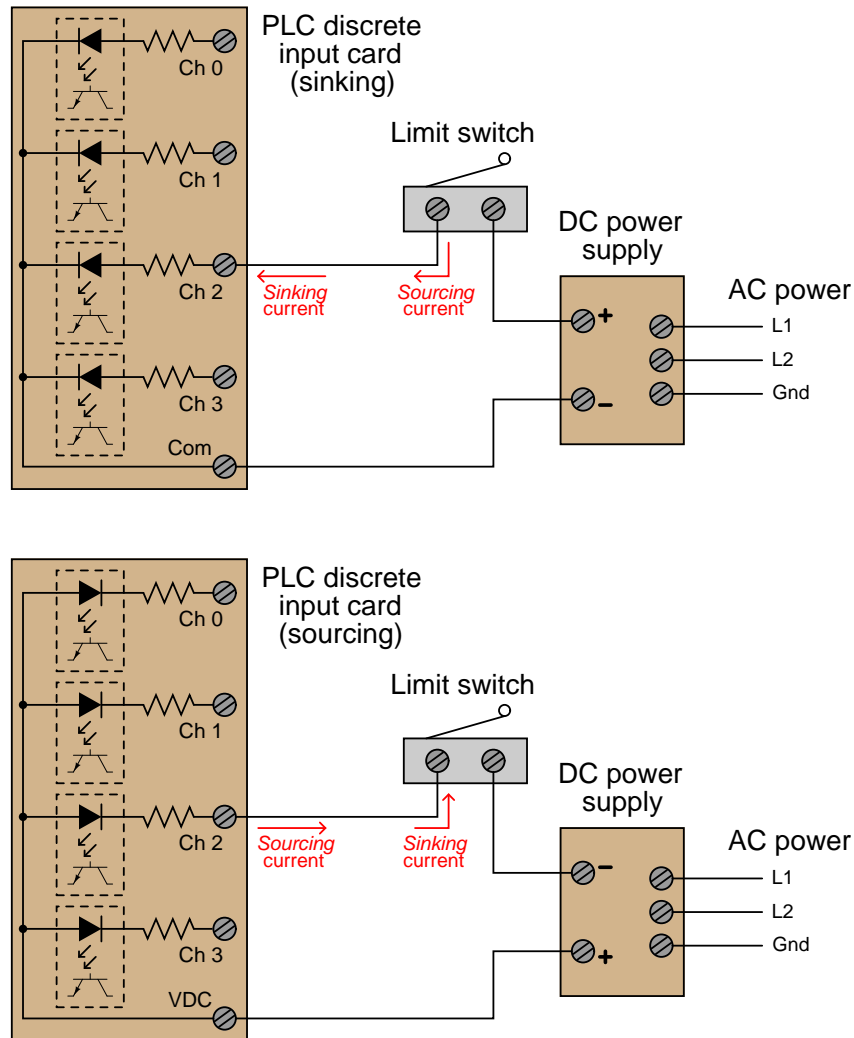 PLC discrete
input card
(sinking)
Ch 0
Ch 1
Ch 2
Ch 3
Com
Limit switch
Sinking
current
Sourcing
current
DC power
supply
+
−
AC power
L1
L2
Gnd
PLC discrete
input card
(sourcing)
Ch 0
Ch 1
Ch 2
Ch 3
VDC
Limit switch
Sourcing
current
Sinking
current
DC power
supply
−
+
AC power
L1
L2
Gnd